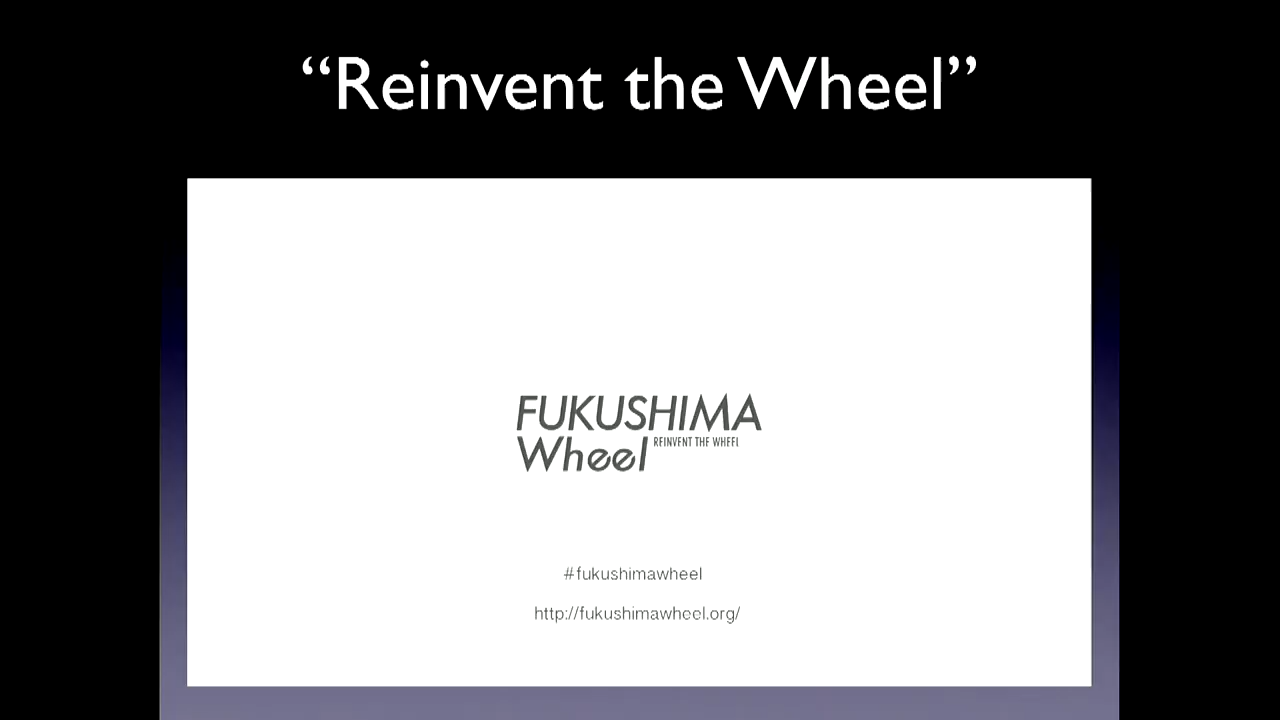 “Reinvent the Wheel”
FUKUSHIMA
Wheel REINVENT THE WHEEL
#fukushimawheel
http://fukushimawheel.org/